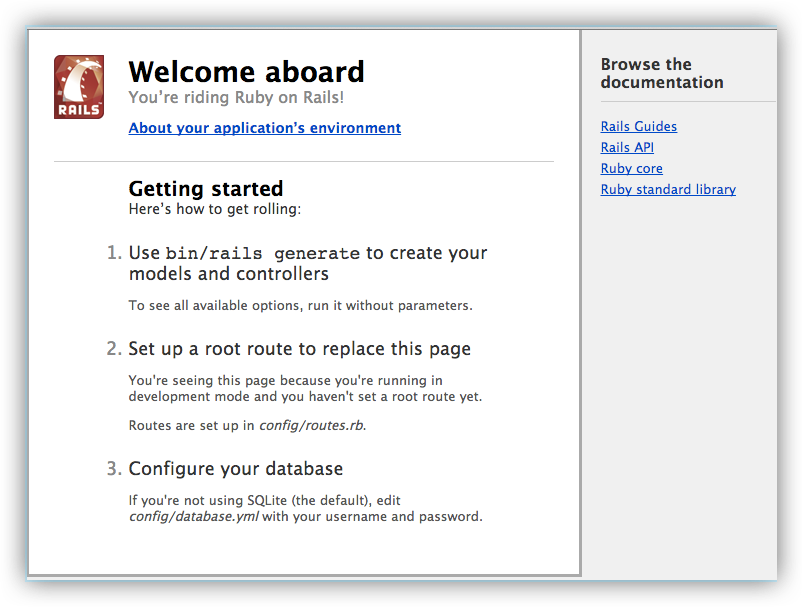 RAILS
Welcome aboard
You’re riding Ruby on Rails!
About your application’s environment
Getting started
Here’s how to get rolling:
1. Use bin/rails generate to create your
models and controllers
To see all available options, run it without parameters.
2. Set up a root route to replace this page
You're seeing this page because you're running in
development mode and you haven't set a root route yet.
Routes are set up in config/routes.rb.
3. Configure your database
If you're not using SQLite (the default), edit
config/database.yml with your username and password.
Browse the
documentation
Rails Guides
Rails API
Ruby core
Ruby standard library